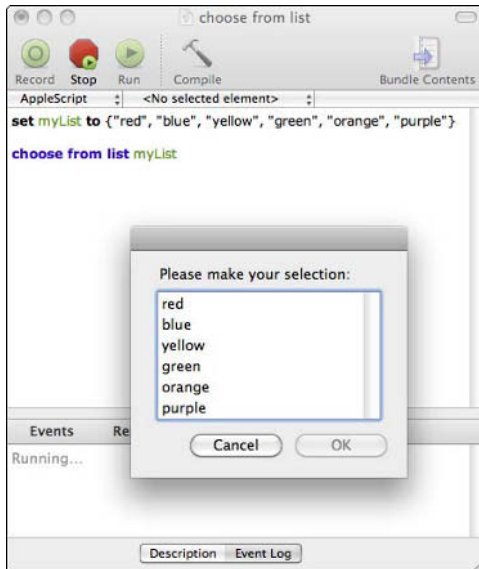 choose from list
Record Stop Run Compile Bundle Contents
AppleScript <No selected element>
set myList to {"red", "blue", "yellow", "green", "orange", "purple"}
choose from list myList
Please make your selection:
red
blue
yellow
green
orange
purple
Cancel OK
Events Re
Running...
Description Event Log